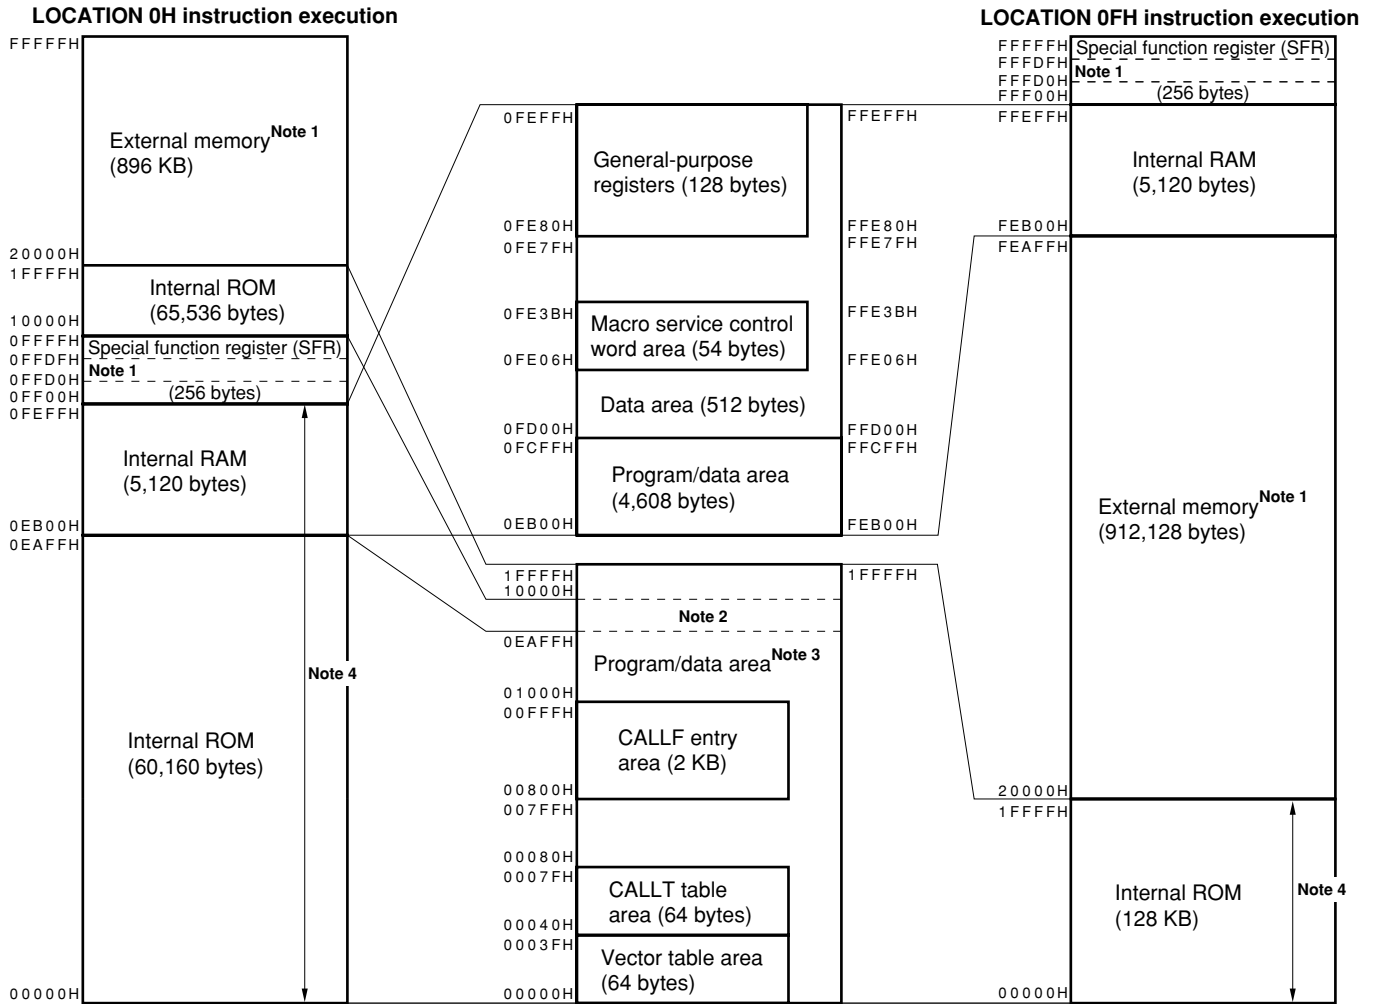 LOCATION 0H instruction execution
FFFFFH
External memory Note 1
(896 KB)
20000H
1FFFFH
Internal ROM
(65,536 bytes)
10000H
0FFFFH
Special function register (SFR)
0FFDFH
Note 1
0FFD0H
0FF00H
(256 bytes)
0FEFFH
Internal RAM
(5,120 bytes)
0EB00H
0EAFFH
Note 4
Internal ROM
(60,160 bytes)
00000H
0FEFFH
FFEFFH
General-purpose
registers (128 bytes)
0FE80H
FFE80H
0FE7FH
FFE7FH
0FE3BH
FFE3BH
Macro service control
word area (54 bytes)
0FE06H
FFE06H
Data area (512 bytes)
0FD00H
FFD00H
0FCFFH
FFCFFH
Program/data area
(4,608 bytes)
0EB00H
FEB00H
1FFFFH
1FFFFH
10000H
Note 2
0EAFFH
Program/data area Note 3
01000H
00FFFH
CALLF entry
area (2 KB)
00800H
007FFH
00080H
0007FH
CALLT table
area (64 bytes)
00040H
0003FH
Vector table area
(64 bytes)
00000H
LOCATION 0FH instruction execution
FFFFFH
Special function register (SFR)
FFFDFH
Note 1
FFFD0H
FFF00H
(256 bytes)
FFEFFH
Internal RAM
(5,120 bytes)
FEB00H
FEAFFH
External memory Note 1
(912,128 bytes)
20000H
1FFFFH
Internal ROM
(128 KB)
Note 4
00000H